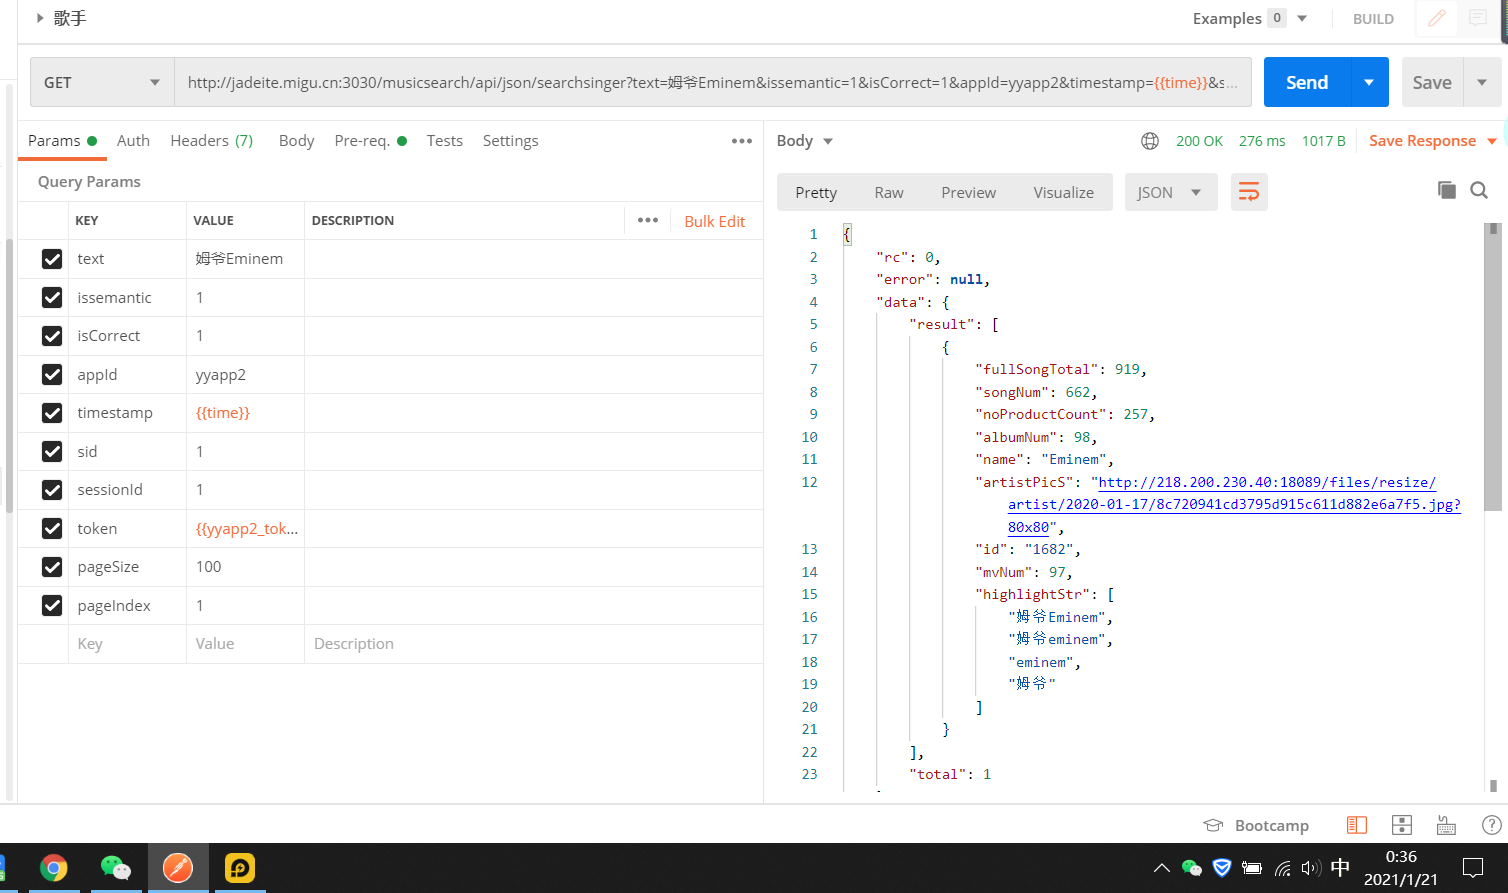 歌手
Examples 0
BUILD
GET
http://jadeite.migu.cn:3030/musicsearch/api/json/searchsinger?text=姆爷Eminem&issemantic=1&isCorrect=1&appId=yyapp2&timestamp={{time}}&s...
Send
Save
Params
Auth
Headers (7)
Body
Pre-req.
Tests
Settings
Query Params
KEY VALUE DESCRIPTION
Bulk Edit
text 姆爷Eminem
issemantic 1
isCorrect 1
appId yyapp2
timestamp {{time}}
sid 1
sessionId 1
token {{yyapp2_tok...
pageSize 100
pageIndex 1
Key Value Description
Body
200 OK 276 ms 1017 B
Save Response
Pretty Raw Preview Visualize JSON
1 {
2 "rc": 0,
3 "error": null,
4 "data": {
5 "result": [
6 {
7 "fullSongTotal": 919,
8 "songNum": 662,
9 "noProductCount": 257,
10 "albumNum": 98,
11 "name": "Eminem",
12 "artistPicS": "http://218.200.230.40:18089/files/resize/
artist/2020-01-17/8c720941cd3795d915c611d882e6a7f5.jpg?
80x80",
13 "id": "1682",
14 "mvNum": 97,
15 "highlightStr": [
16 "姆爷Eminem",
17 "姆爷eminem",
18 "eminem",
19 "姆爷"
20 ]
21 }
22 ],
23 "total": 1
Bootcamp
中
0:36
2021/1/21